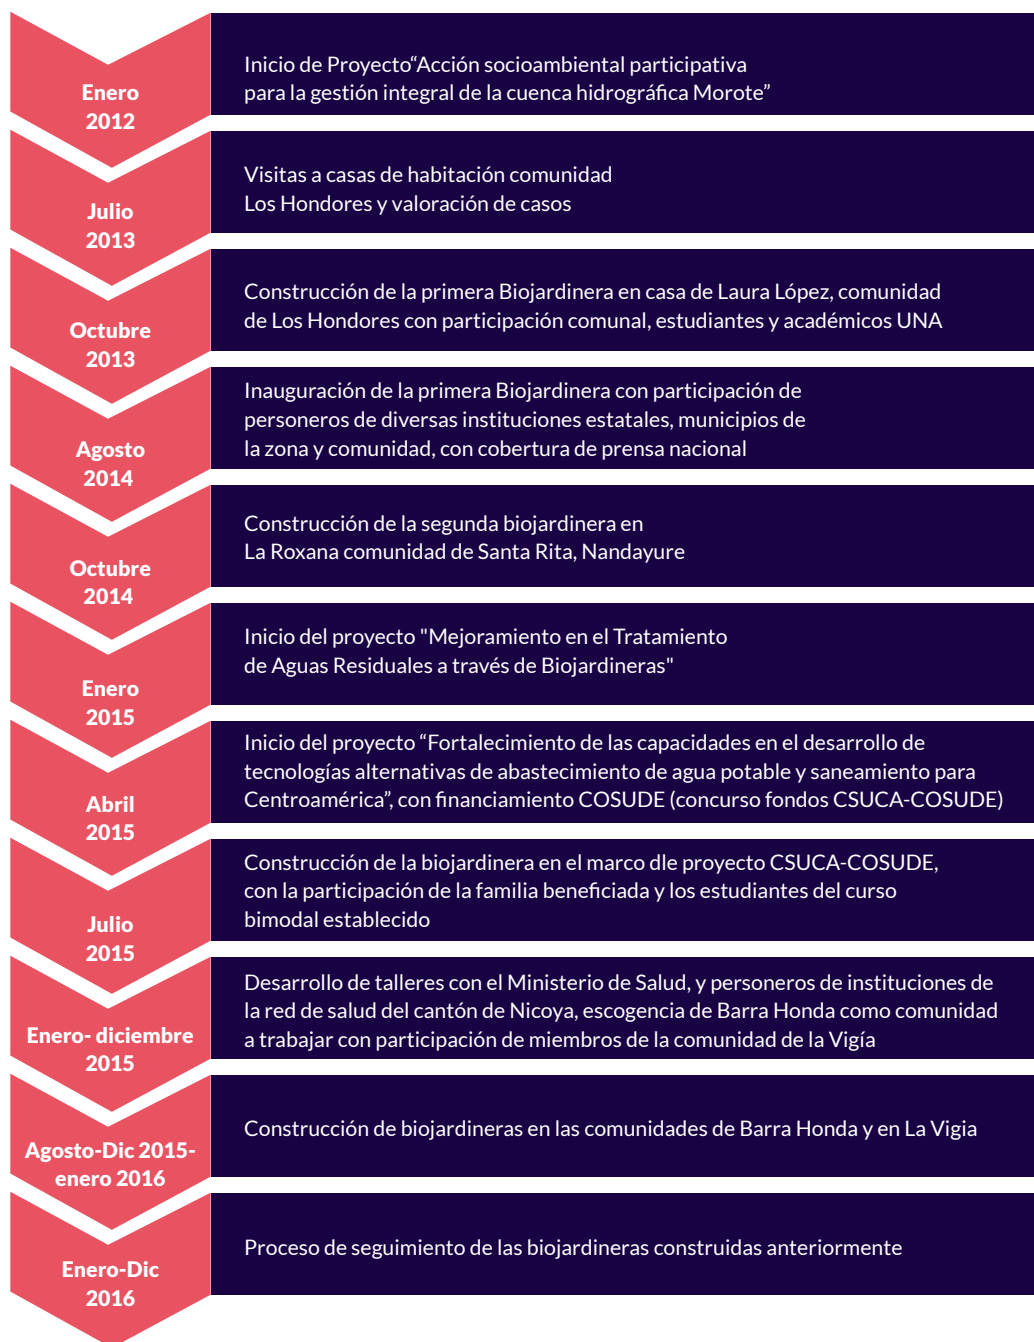 Enero
2012
Inicio de Proyecto“Acción socioambiental participativa
para la gestión integral de la cuenca hidrográfica Morote”
Julio
2013
Visitas a casas de habitación comunidad
Los Hondores y valoración de casos
Octubre
2013
Construcción de la primera Biojardinera en casa de Laura López, comunidad
de Los Hondores con participación comunal, estudiantes y académicos UNA
Agosto
2014
Inauguración de la primera Biojardinera con participación de
personeros de diversas instituciones estatales, municipios de
la zona y comunidad, con cobertura de prensa nacional
Octubre
2014
Construcción de la segunda biojardinera en
La Roxana comunidad de Santa Rita, Nandayure
Enero
2015
Inicio del proyecto "Mejoramiento en el Tratamiento
de Aguas Residuales a través de Biojardineras"
Abril
2015
Inicio del proyecto “Fortalecimiento de las capacidades en el desarrollo de
tecnologías alternativas de abastecimiento de agua potable y saneamiento para
Centroamérica”, con financiamiento COSUDE (concurso fondos CSUCA-COSUDE)
Julio
2015
Construcción de la biojardinera en el marco dle proyecto CSUCA-COSUDE,
con la participación de la familia beneficiada y los estudiantes del curso
bimodal establecido
Enero- diciembre
2015
Desarrollo de talleres con el Ministerio de Salud, y personeros de instituciones de
la red de salud del cantón de Nicoya, escogencia de Barra Honda como comunidad
a trabajar con participación de miembros de la comunidad de la Vigía
Agosto-Dic 2015-
enero 2016
Construcción de biojardineras en las comunidades de Barra Honda y en La Vigia
Enero-Dic
2016
Proceso de seguimiento de las biojardineras construidas anteriormente